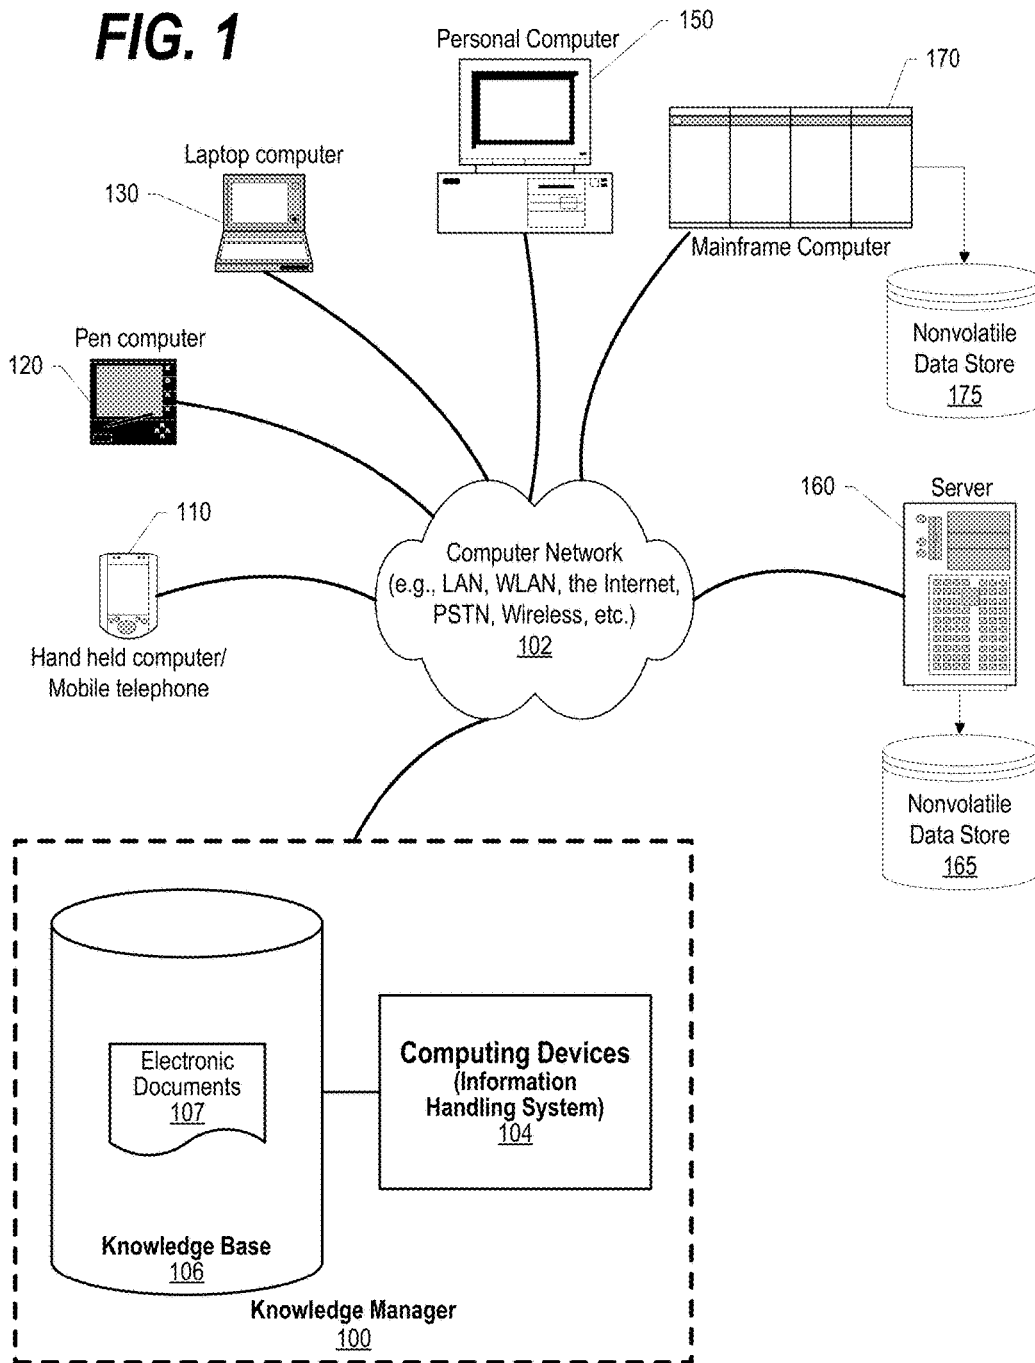 FIG. 1
Personal Computer
150
170
Laptop computer
130
Mainframe Computer
Pen computer
120
Nonvolatile
Data Store
175
110
160
Server
Computer Network
(e.g., LAN, WLAN, the Internet,
PSTN, Wireless, etc.)
102
Hand held computer/
Mobile telephone
Nonvolatile
Data Store
165
Electronic
Documents
107
Computing Devices
(Information
Handling System)
104
Knowledge Base
106
Knowledge Manager
100